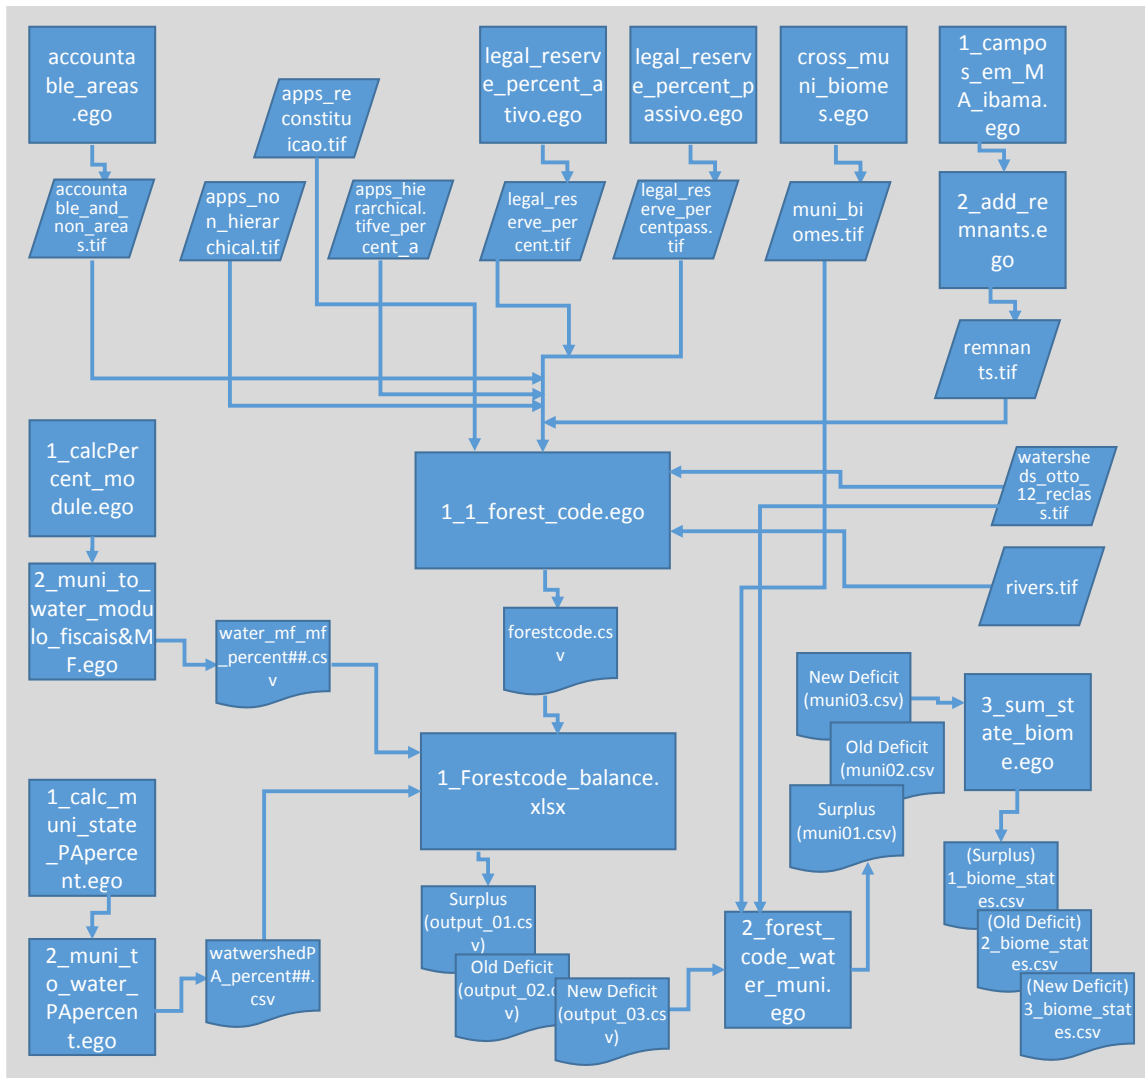 accounta
ble_areas
.ego
apps_re
constitu
icao.tif
legal_reserv
e_percent_a
tivo.ego
legal_reserv
e_percent_p
assivo.ego
cross_mu
ni_biome
s.ego
1_campo
s_em_M
A_ibama.
ego
accounta
ble_and_
non_area
s.tif
apps_no
n_hierar
chical.tif
apps_hie
rarchical.
tifve_per
cent_a
legal_res
erve_per
cent.tif
legal_res
erve_per
centpass.
tif
muni_bi
omes.tif
2_add_re
mnants.e
go
remnan
ts.tif
1_calcPer
cent_mo
dule.ego
1_1_forest_code.ego
watershe
ds_otto_
12_reclas
s.tif
rivers.tif
2_muni_to_
water_modu
lo_fiscais&M
F.ego
water_mf_mf
_percent##.cs
v
forestcode.cs
v
New Deficit
(muni03.csv)
Old Deficit
(muni02.csv
Surplus
(muni01.csv)
3_sum_st
ate_biom
e.ego
1_Forestcode_balance.
xlsx
1_calc_m
uni_state
_PAperce
nt.ego
2_muni_t
o_water_
PApercen
t.ego
watwershedP
A_percent##.
csv
Surplus
(output_01.cs
v)
Old Deficit
(output_02.c
v)
New Deficit
(output_03.cs
v)
2_forest_
code_wat
er_muni.
ego
(Surplus)
1_biome_stat
es.csv
(Old Deficit)
2_biome_stat
es.csv
(New Deficit)
3_biome_stat
es.csv